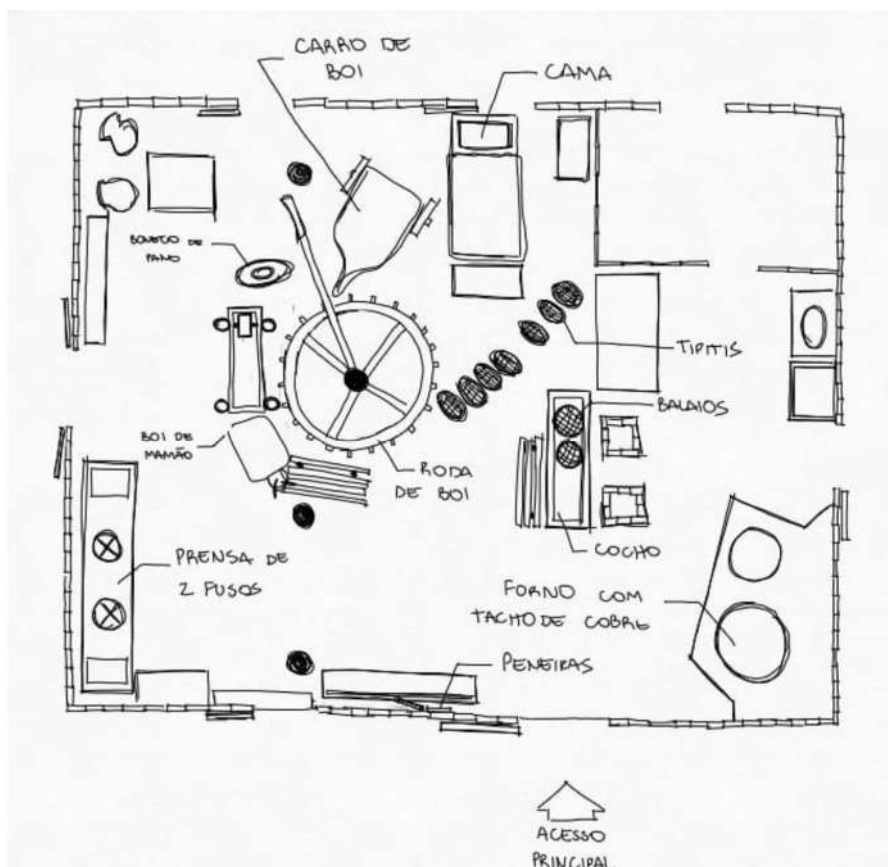 CARRO DE
BOI
CAMA
BONECO DE
PANO
TIPITIS
BALAIOS
BOI DE
MAMÃO
RODA
DE BOI
COCHO
PRENSA DE
2 FUSOS
FORNO COM
TACHO DE COBRE
PENEIRAS
ACESSO
PRINCIPAL